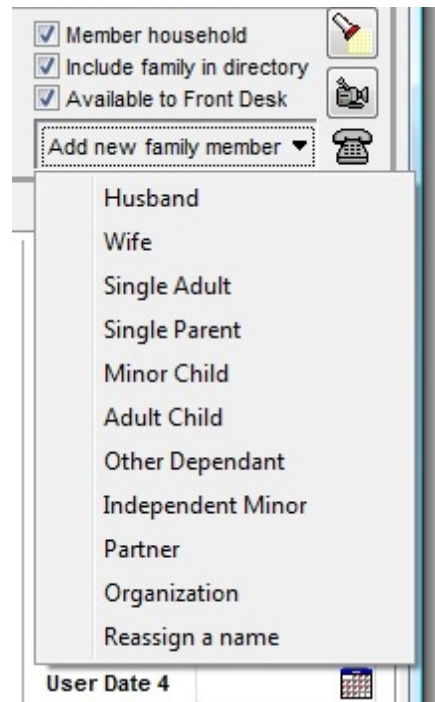 Member household
Include family in directory
Available to Front Desk
Add new family member
Husband
Wife
Single Adult
Single Parent
Minor Child
Adult Child
Other Dependant
Independent Minor
Partner
Organization
Reassign a name
User Date 4